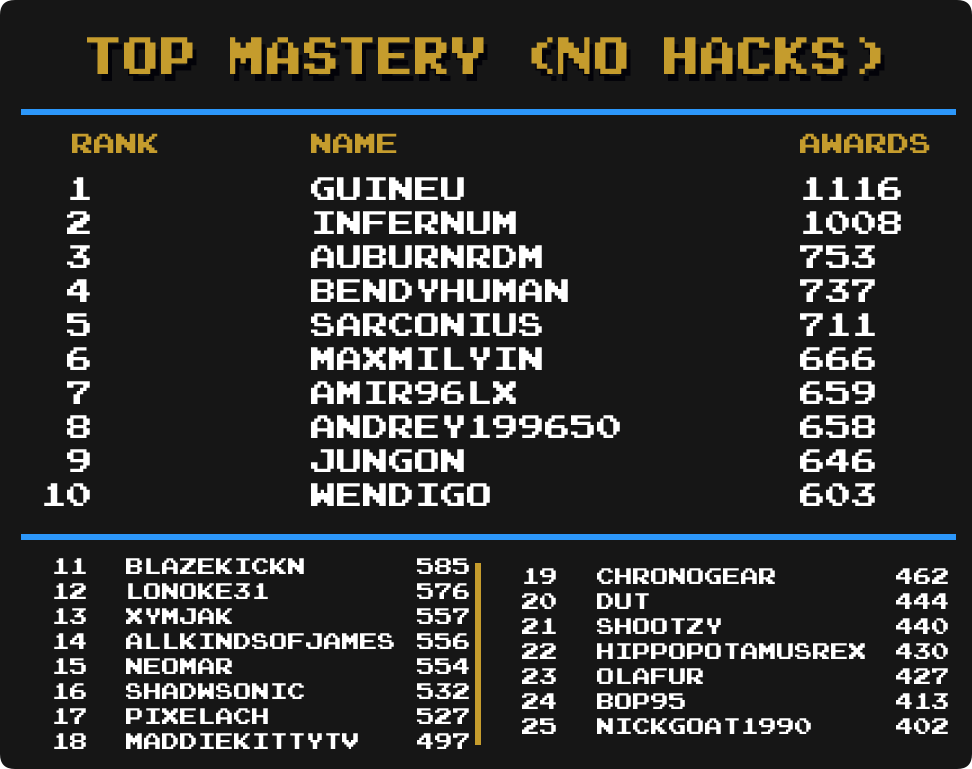 TOP MASTERY (NO HACKS)
RANK NAME AWARDS
1 GUINEU 1116
2 INFERNUM 1008
3 AUBURNRDM 753
4 BENDYHUMAN 737
5 SARCONIUS 711
6 MAXMILYIN 666
7 AMIR96LX 659
8 ANDREY199650 658
9 JUNGON 646
10 WENDIGO 603
11 BLAZEKICKN 585
12 LONOKE31 576
13 XYMJAK 557
14 ALLKINDSOFJAMES 556
15 NEOMAR 554
16 SHADWSONIC 532
17 PIXELACH 527
18 MADDIEKITTYTV 497
19 CHRONOGEAR 462
20 DUT 444
21 SHOOTZY 440
22 HIPPOPOTAMUSREX 430
23 OLAFUR 427
24 BOP95 413
25 NICKGOAT1990 402